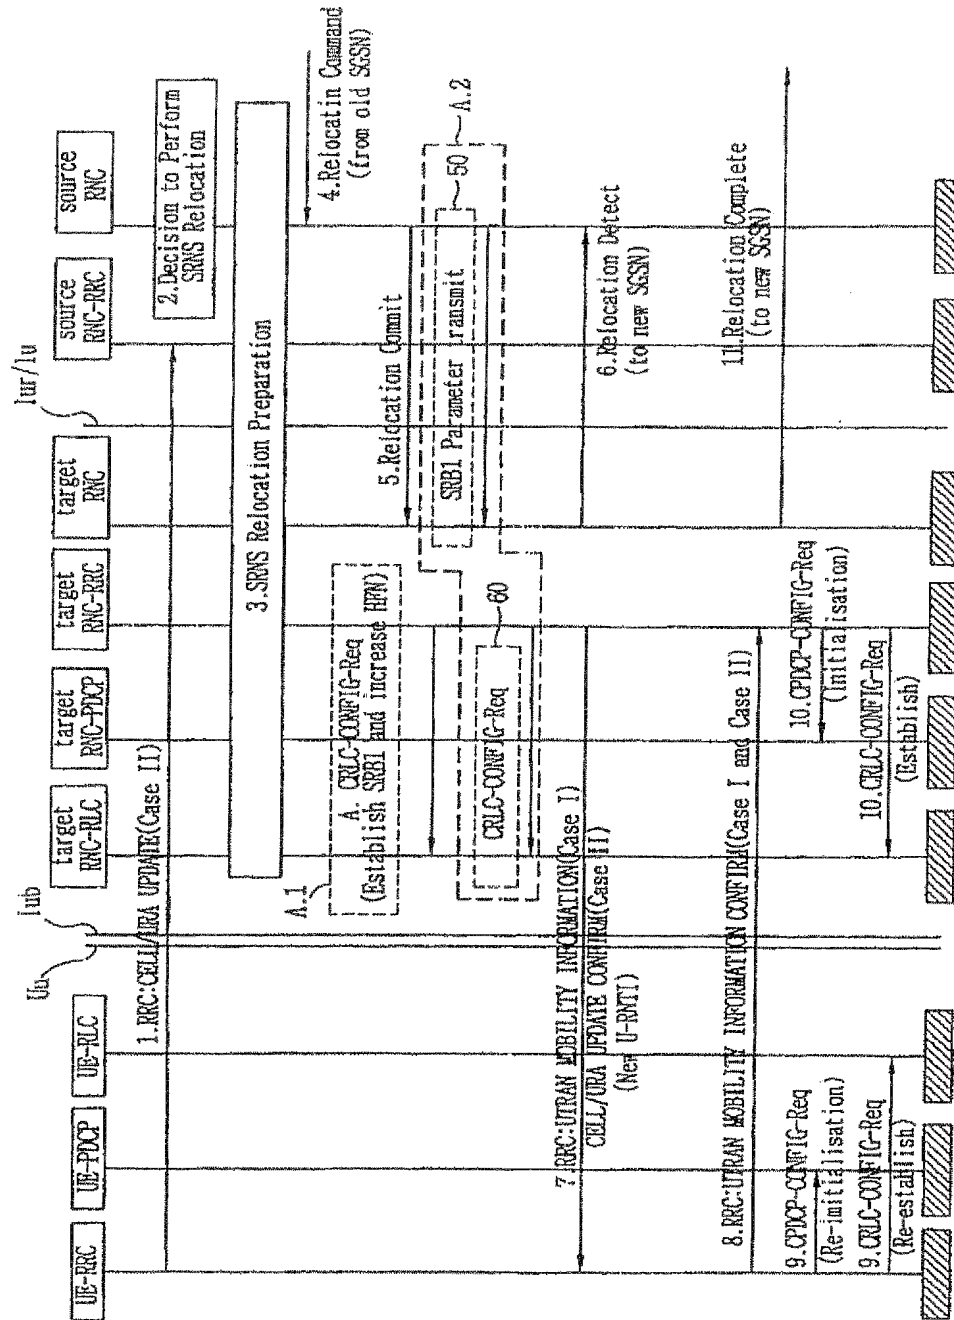 UE-RRC
UE-PDCP
UE-RLC
Uu
Iub
target
RNC-RLC
target
RNC-PDCP
target
RNC-RRC
target
RNC
Iur/Iu
source
RNC-RRC
source
RNC
1.RRC:CELL/URA UPDATE(Case II)
2.Decision to Perform
SRNS Relocation
3.SRNS Relocation Preparation
4.Relocatin Command
(from old SGSN)
A.1
A. CRLC-CONFIG-Req
(Establish SRB1 and increase HFN)
5.Relocation Commit
A.2
50
SRB1 Parameter transmit
60
CRLC-CONFIG-Req
6.Relocation Detect
(to new SGSN)
7.RRC:UTRAN MOBILITY INFORMATION(Case I)
CELL/URA UPDATE CONFIRM(Case II)
(New U-RNTI)
8.RRC:UTRAN MOBILITY INFORMATION CONFIRM(Case I and Case II)
11.Relocation Complete
(to new SGSN)
9.CPDCP-CONFIG-Req
(Re-imitialisation)
10.CPDCP-CONFIG-Req
(Initialisation)
9.CRLC-CONFIG-Req
(Re-establish)
10.CRLC-CONFIG-Req
(Establish)